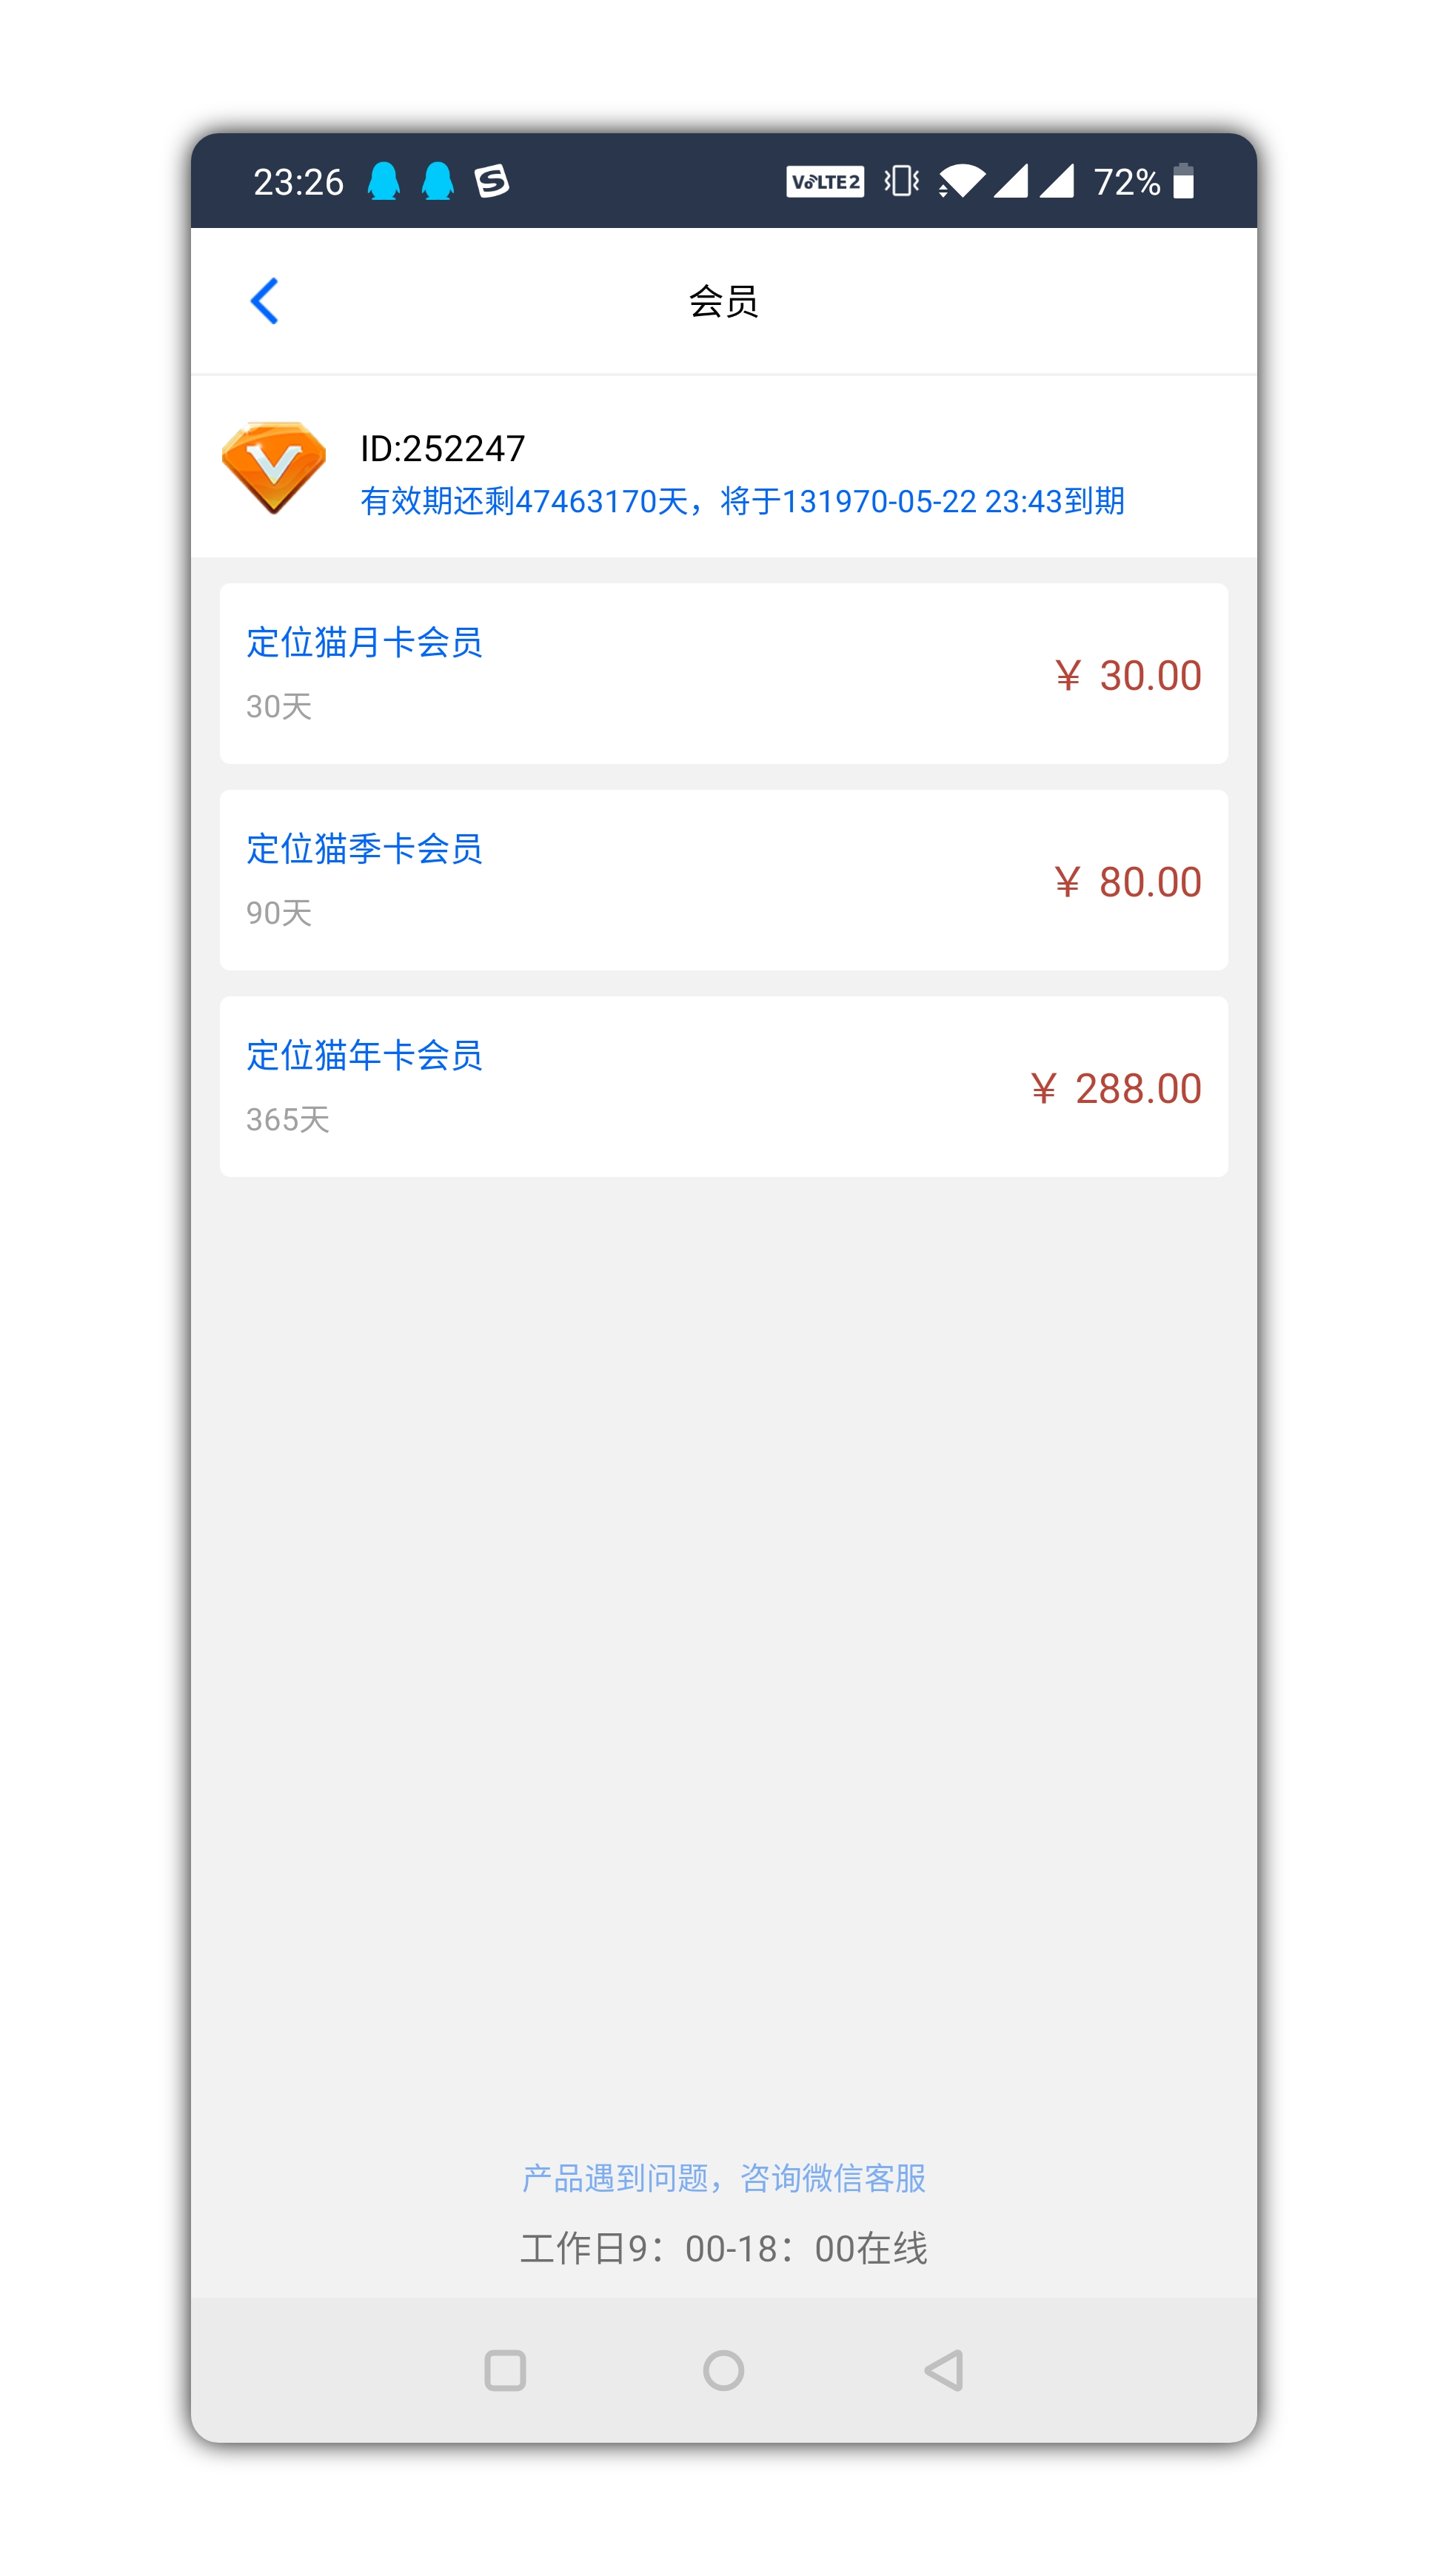 23:26
VoLTE2
72%
会员
ID:252247
有效期还剩47463170天，将于131970-05-22 23:43到期
定位猫月卡会员
¥ 30.00
30天
定位猫季卡会员
¥ 80.00
90天
定位猫年卡会员
¥ 288.00
365天
产品遇到问题，咨询微信客服
工作日9：00-18：00在线